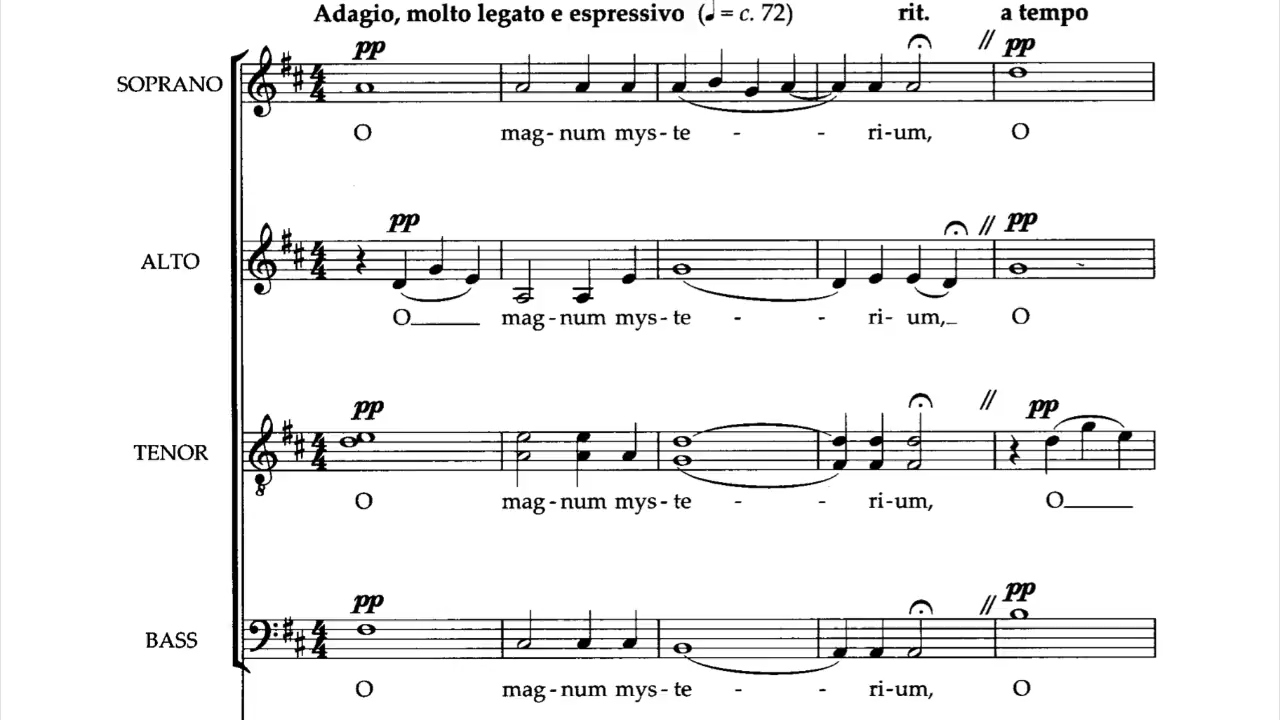 Adagio, molto legato e espressivo (♩ = c. 72) rit. a tempo
pp pp
SOPRANO
O mag - num mys - te - - ri-um, O
pp pp
ALTO
O mag - num mys - te - - ri- um, O
pp pp
TENOR
O mag - num mys - te - - ri-um, O
pp pp
BASS
O mag - num mys - te - - ri-um, O